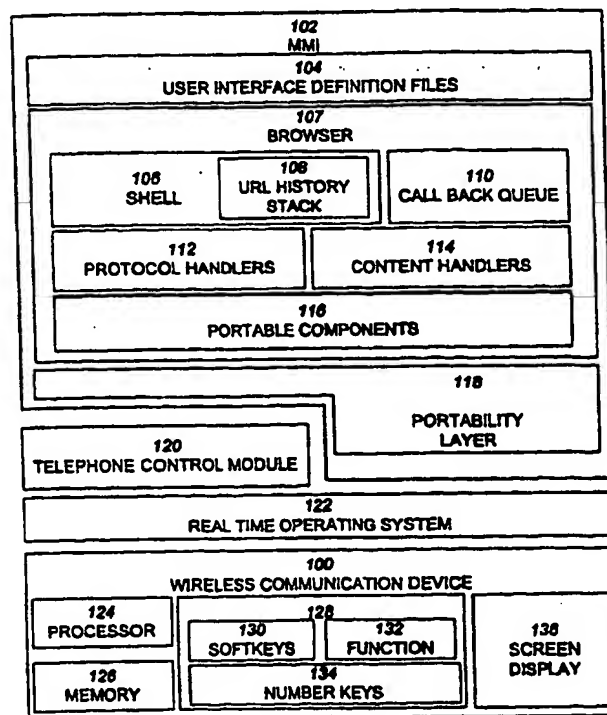 102
MMI
104
USER INTERFACE DEFINITION FILES
107
BROWSER
106
SHELL
108
URL HISTORY
STACK
110
CALL BACK QUEUE
112
PROTOCOL HANDLERS
114
CONTENT HANDLERS
116
PORTABLE COMPONENTS
118
PORTABILITY
LAYER
120
TELEPHONE CONTROL MODULE
122
REAL TIME OPERATING SYSTEM
100
WIRELESS COMMUNICATION DEVICE
124
PROCESSOR
126
MEMORY
128
130
SOFTKEYS
132
FUNCTION
134
NUMBER KEYS
136
SCREEN
DISPLAY